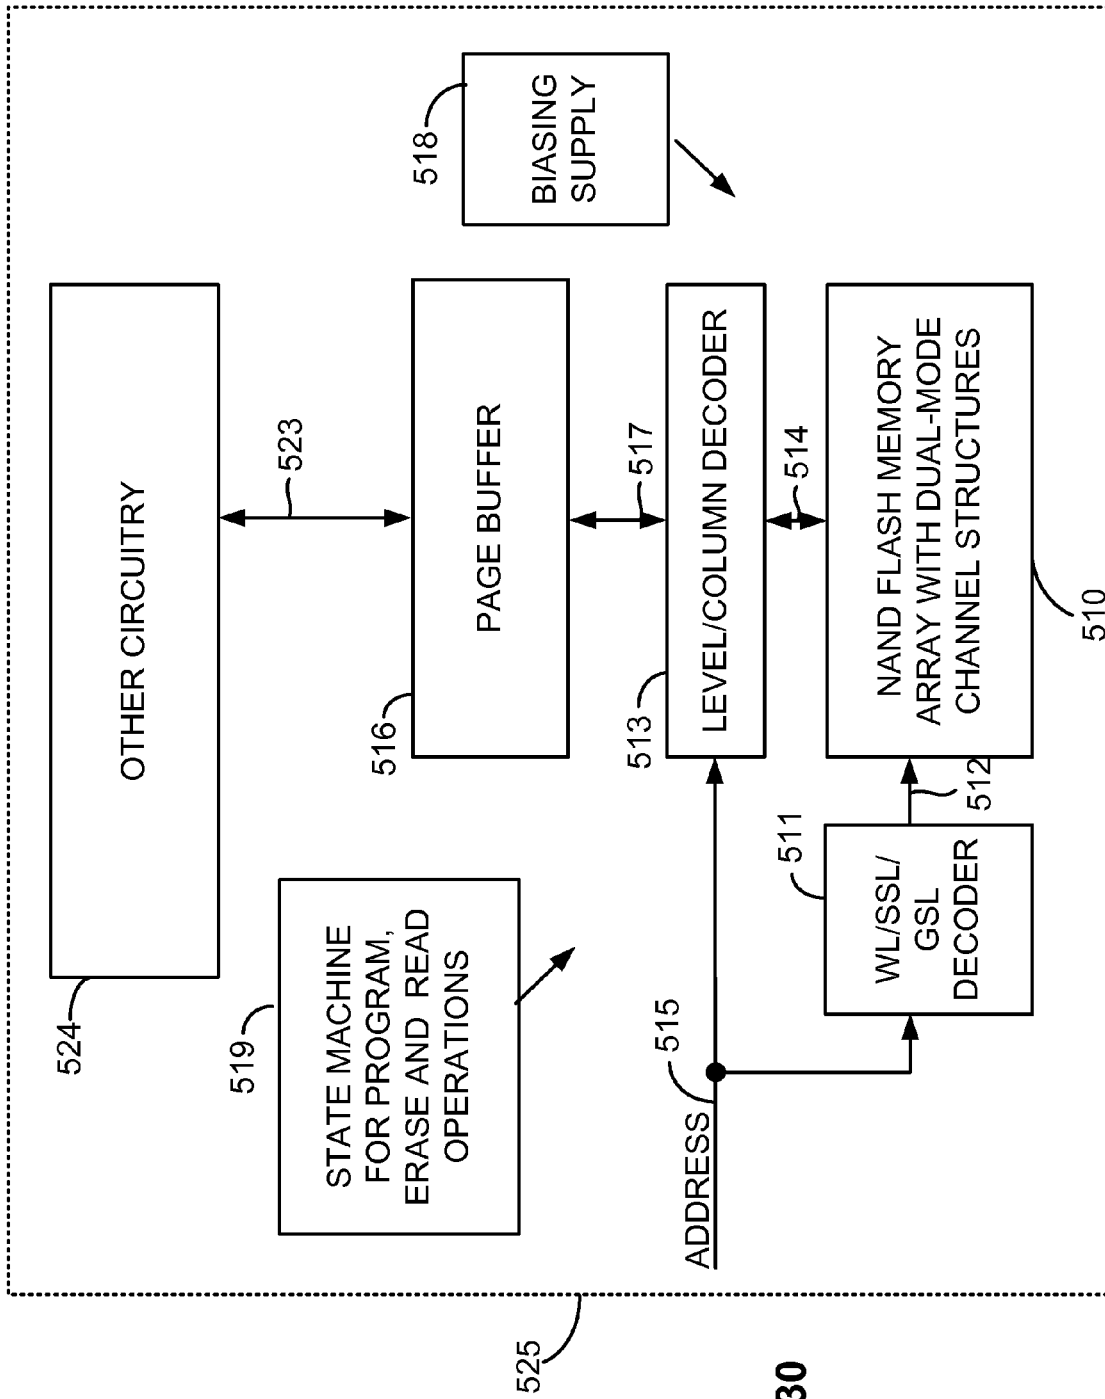 524
OTHER CIRCUITRY
523
519
STATE MACHINE
FOR PROGRAM,
ERASE AND READ
OPERATIONS
516
PAGE BUFFER
518
BIASING
SUPPLY
517
ADDRESS
515
513
LEVEL/COLUMN DECODER
514
511
WL/SSL/
GSL
DECODER
512
NAND FLASH MEMORY
ARRAY WITH DUAL-MODE
CHANNEL STRUCTURES
510
525
30